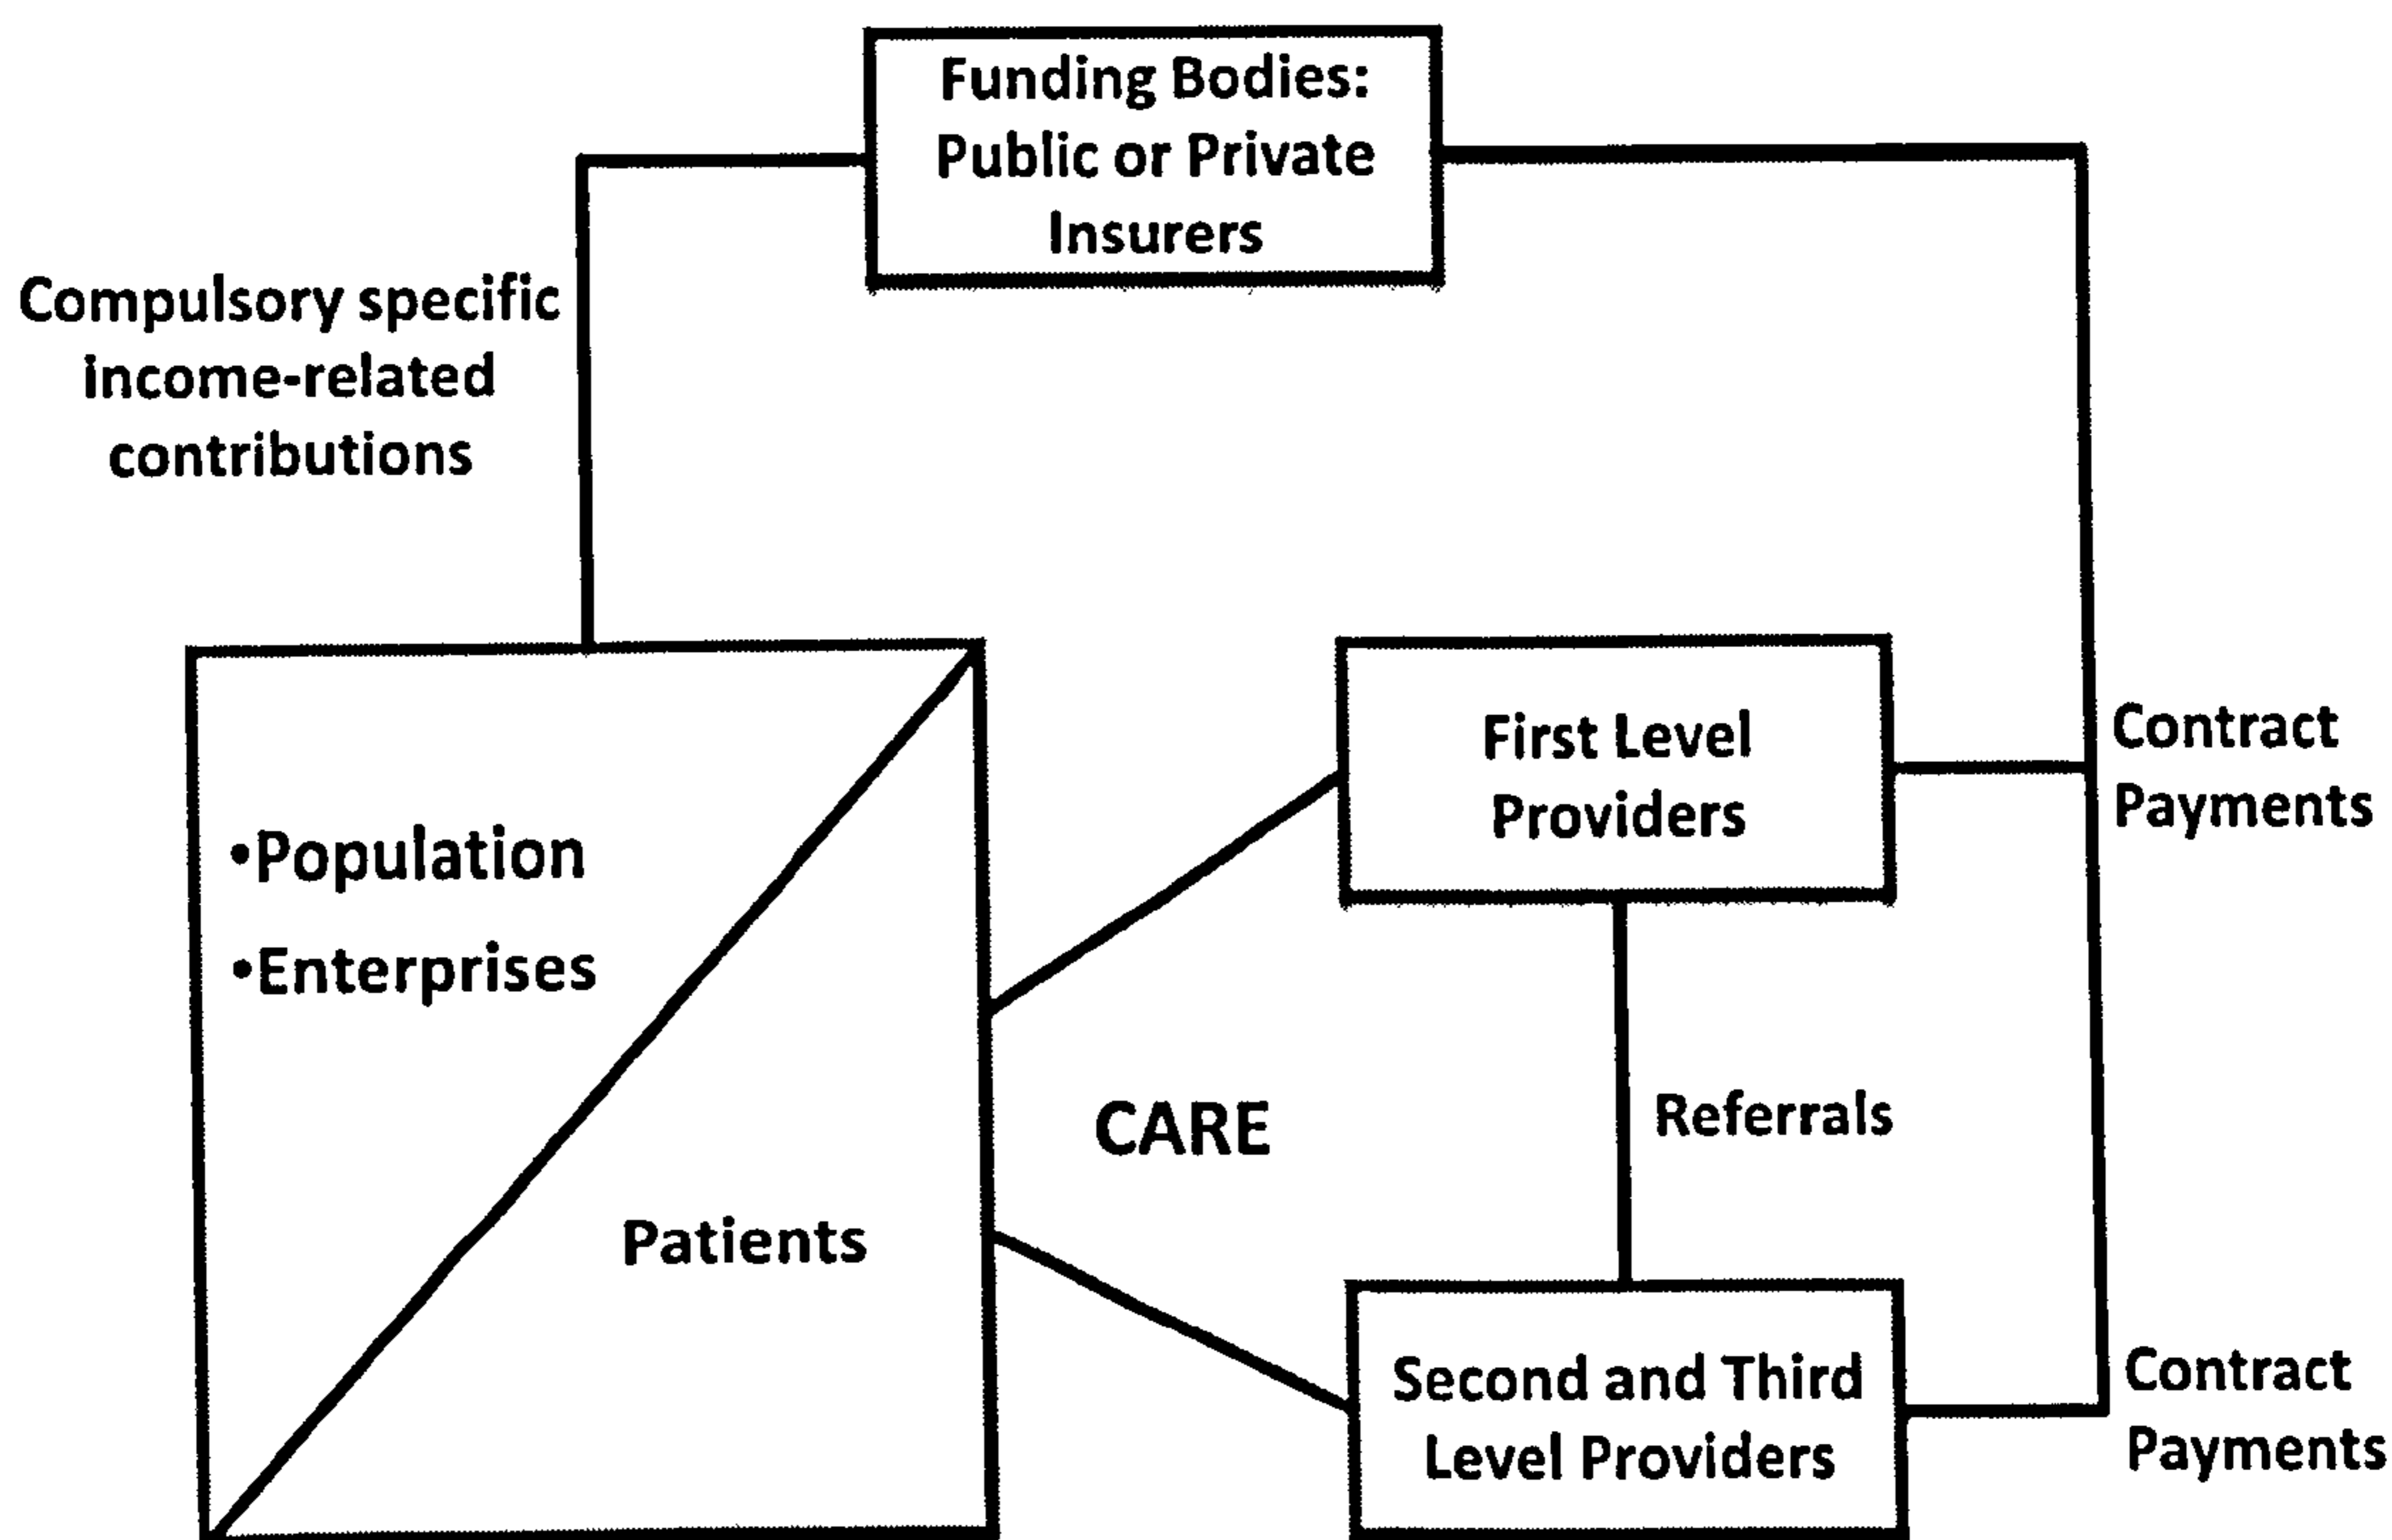 Funding Bodies:
Public or Private
Insurers
Compulsory specific
income-related
contributions
•Population
•Enterprises
Patients
CARE
First Level
Providers
Contract
Payments
Referrals
Second and Third
Level Providers
Contract
Payments